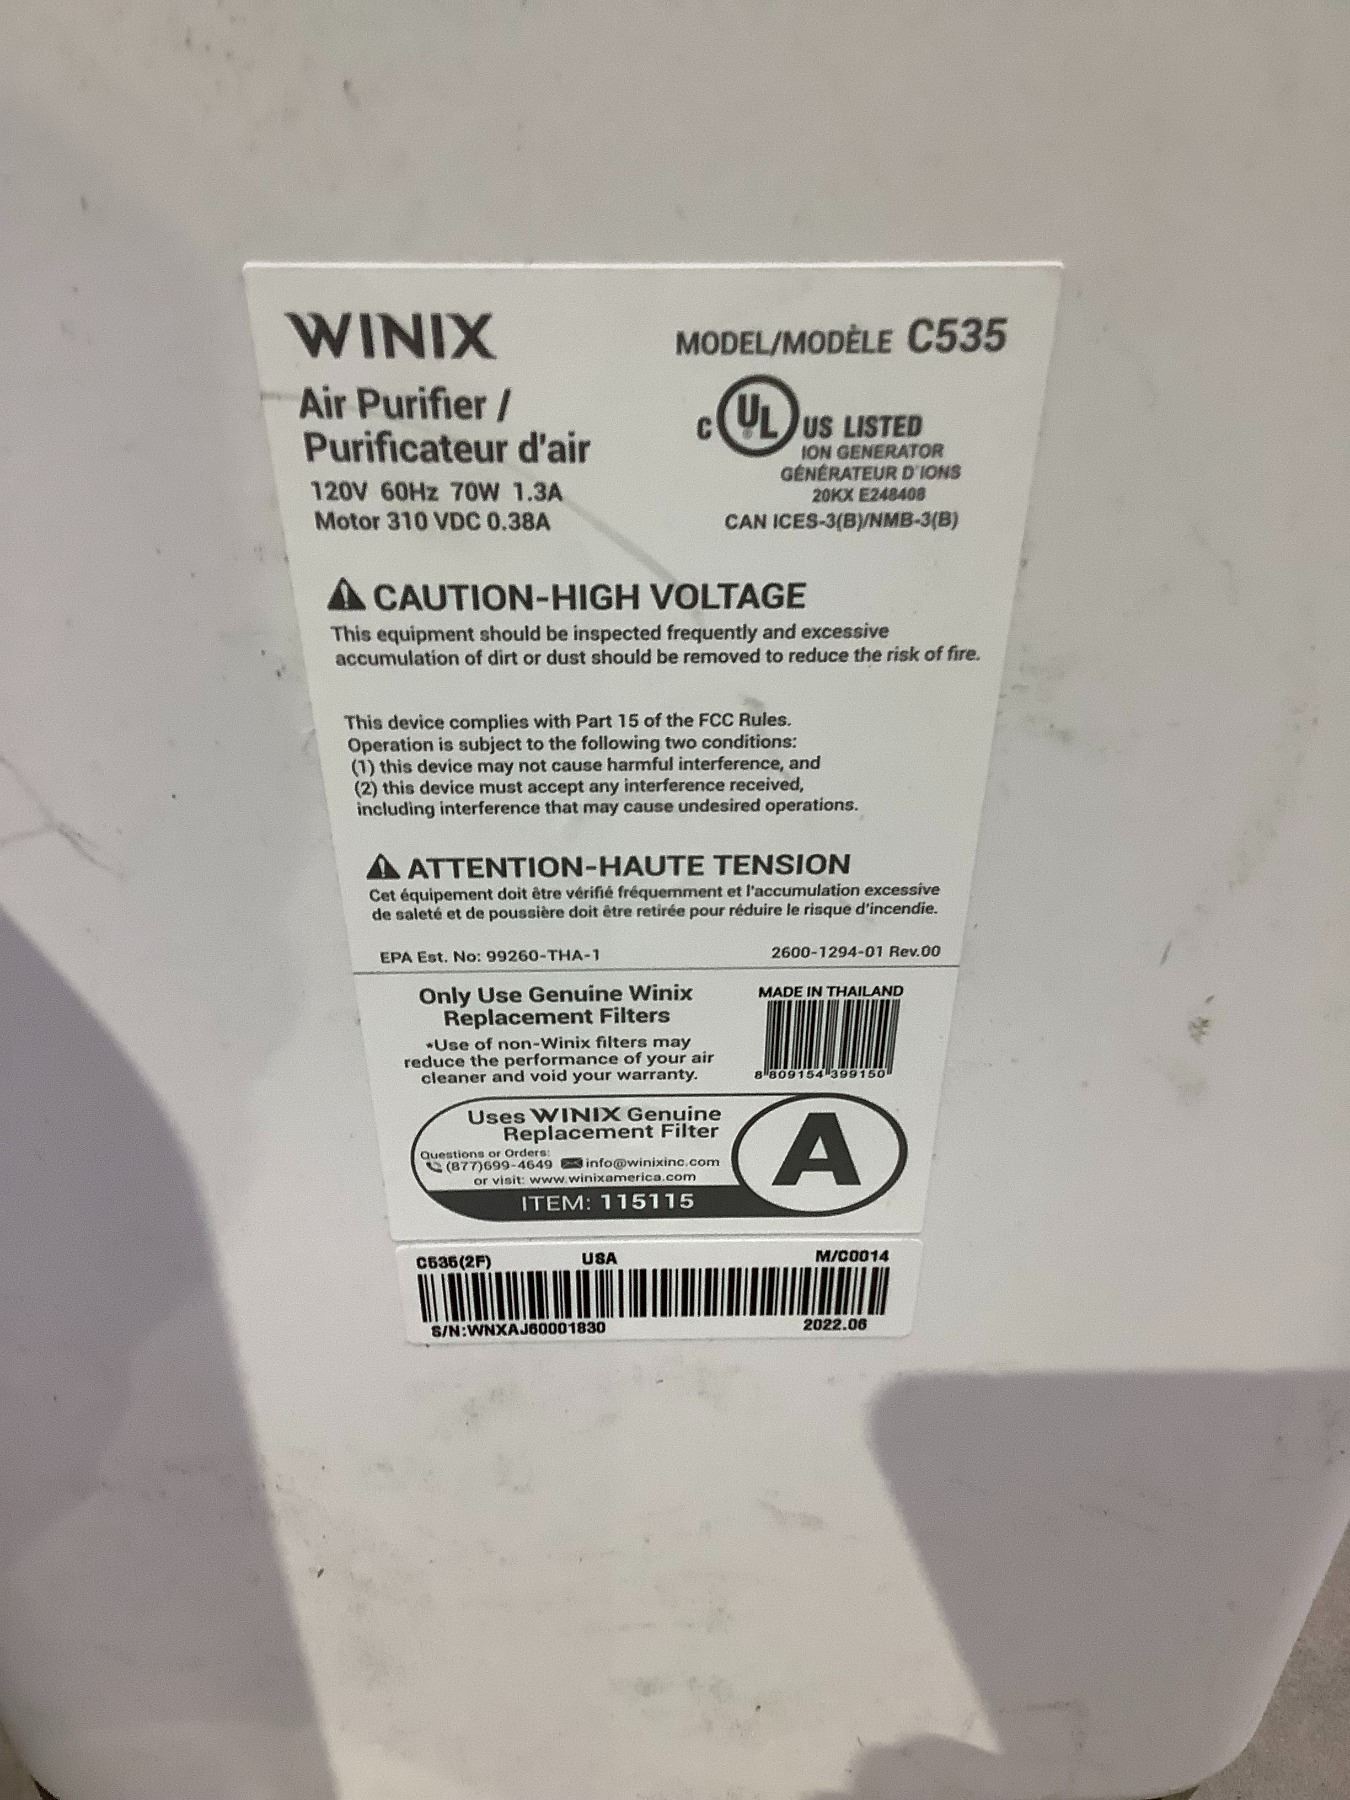 WINIX
MODEL/MODÈLE C535
Air Purifier /
Purificateur d'air
120V 60Hz 70W 1.3A
Motor 310 VDC 0.38A
C UL US LISTED
ION GENERATOR
GÉNÉRATEUR D'IONS
20KX E248408
CAN ICES-3(B)/NMB-3(B)
CAUTION-HIGH VOLTAGE
This equipment should be inspected frequently and excessive
accumulation of dirt or dust should be removed to reduce the risk of fire.
This device complies with Part 15 of the FCC Rules.
Operation is subject to the following two conditions:
(1) this device may not cause harmful interference, and
(2) this device must accept any interference received,
including interference that may cause undesired operations.
ATTENTION-HAUTE TENSION
Cet équipement doit être vérifié fréquemment et l'accumulation excessive
de saleté et de poussière doit être retirée pour réduire le risque d'incendie.
EPA Est. No: 99260-THA-1
2600-1294-01 Rev.00
Only Use Genuine Winix
Replacement Filters
*Use of non-Winix filters may
reduce the performance of your air
cleaner and void your warranty.
MADE IN THAILAND
8 809154 399150
Uses WINIX Genuine
Replacement Filter
Questions or Orders:
(877)699-4649 info@winixinc.com
or visit: www.winixamerica.com
ITEM: 115115
A
C535(2F) USA M/C0014
S/N:WNXAJ60001830 2022.06